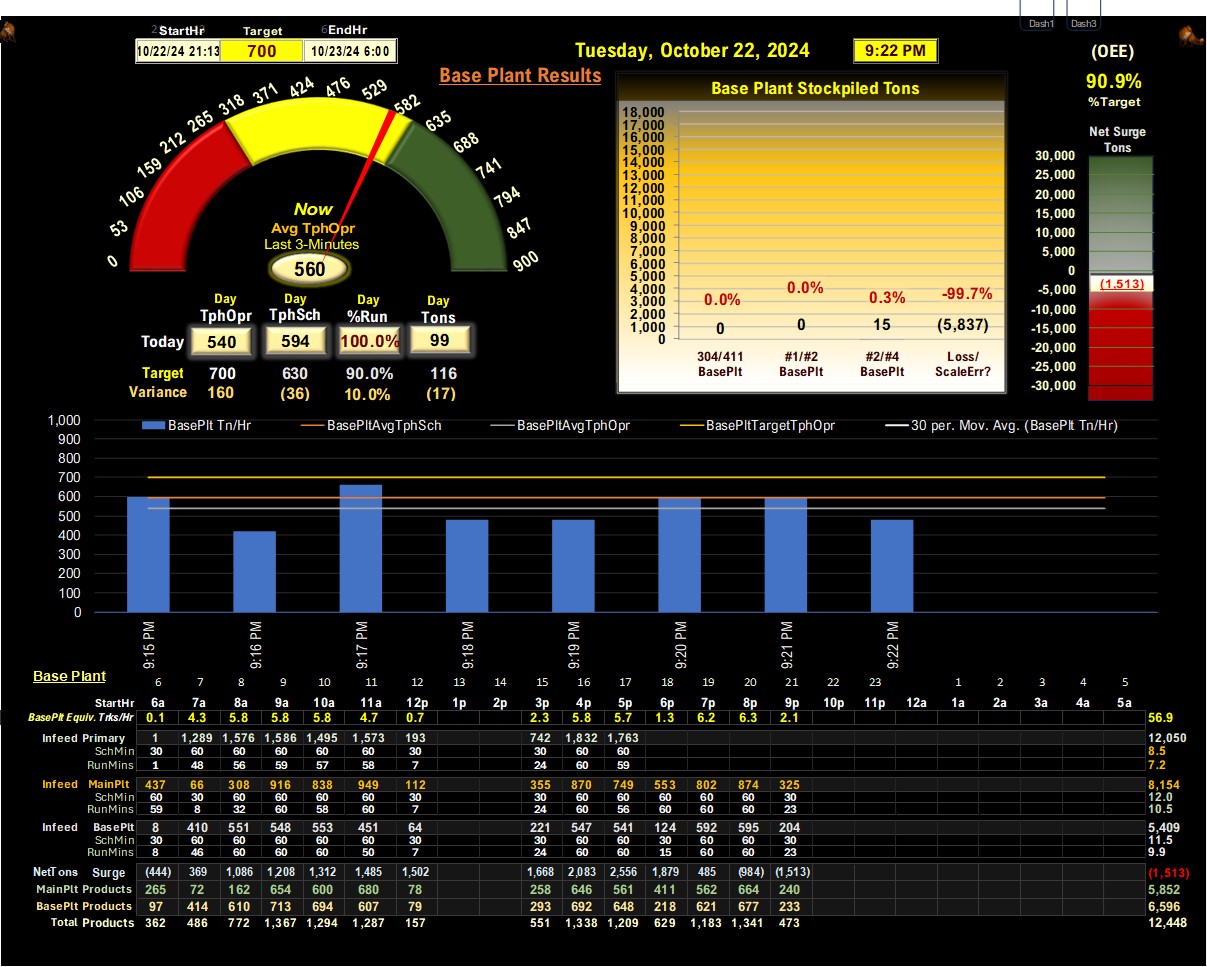 Dash1 Dash3
StartHr Target EndHr
10/22/24 21:13 700 10/23/24 6:00
Tuesday, October 22, 2024 9:22 PM
(OEE)
90.9%
%Target
Base Plant Results
Base Plant Stockpiled Tons
Net Surge
Tons
0 53 106 159 212 265 318 371 424 476 529 582 635 688 741 794 847 900
Now
Avg TphOpr
Last 3-Minutes
560
18,000
17,000
16,000
15,000
14,000
13,000
12,000
11,000
10,000
9,000
8,000
7,000
6,000
5,000
4,000
3,000
2,000
1,000
0
0.0% 0.0% 0.3% -99.7%
0 0 15 (5,837)
304/411 #1/#2 #2/#4 Loss/
BasePlt BasePlt BasePlt ScaleErr?
30,000
25,000
20,000
15,000
10,000
5,000
0
-5,000
-10,000
-15,000
-20,000
-25,000
-30,000
(1,513)
Day Day Day Day
TphOpr TphSch %Run Tons
Today 540 594 100.0% 99
Target 700 630 90.0% 116
Variance 160 (36) 10.0% (17)
BasePlt Tn/Hr BasePltAvgTphSch BasePltAvgTphOpr BasePltTargetTphOpr 30 per. Mov. Avg. (BasePlt Tn/Hr)
1,000
900
800
700
600
500
400
300
200
100
0
9:15 PM 9:16 PM 9:17 PM 9:18 PM 9:19 PM 9:20 PM 9:21 PM 9:22 PM
Base Plant
6 7 8 9 10 11 12 13 14 15 16 17 18 19 20 21 22 23 1 2 3 4 5
StartHr 6a 7a 8a 9a 10a 11a 12p 1p 2p 3p 4p 5p 6p 7p 8p 9p 10p 11p 12a 1a 2a 3a 4a 5a
BasePlt Equiv. Trks/Hr 0.1 4.3 5.8 5.8 5.8 4.7 0.7 2.3 5.8 5.7 1.3 6.2 6.3 2.1 56.9
Infeed Primary 1 1,289 1,576 1,586 1,495 1,573 193 742 1,832 1,763 12,050
SchMin 30 60 60 60 60 60 30 30 60 60 8.5
RunMins 1 48 56 59 57 58 7 24 60 59 7.2
Infeed MainPlt 437 66 308 916 838 949 112 355 870 749 553 802 874 325 8,154
SchMin 60 30 60 60 60 60 30 30 60 60 60 60 60 30 12.0
RunMins 59 8 32 60 58 60 7 24 60 56 60 60 60 23 10.5
Infeed BasePlt 8 410 551 548 553 451 64 221 547 541 124 592 595 204 5,409
SchMin 30 60 60 60 60 60 30 30 60 60 30 60 60 30 11.5
RunMins 8 46 60 60 60 50 7 24 60 60 15 60 60 23 9.9
NetTons Surge (444) 369 1,086 1,208 1,312 1,485 1,502 1,668 2,083 2,556 1,879 485 (984) (1,513) (1,513)
MainPlt Products 265 72 162 654 600 680 78 258 646 561 411 562 664 240 5,852
BasePlt Products 97 414 610 713 694 607 79 293 692 648 218 621 677 233 6,596
Total Products 362 486 772 1,367 1,294 1,287 157 551 1,338 1,209 629 1,183 1,341 473 12,448